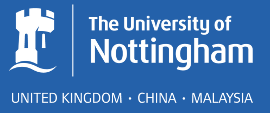 The University of
Nottingham
UNITED KINGDOM · CHINA · MALAYSIA